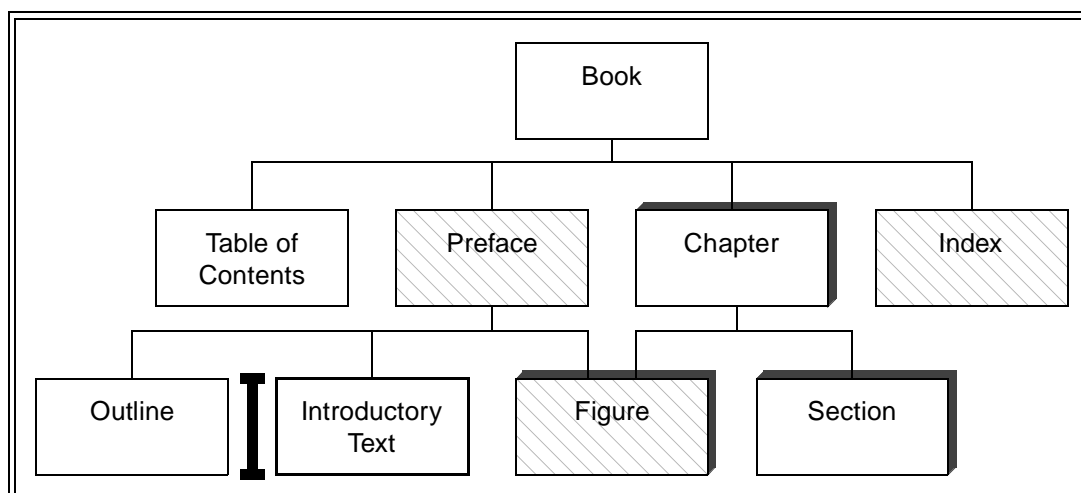 Book
Table of
Contents
Preface
Chapter
Index
Outline
Introductory
Text
Figure
Section